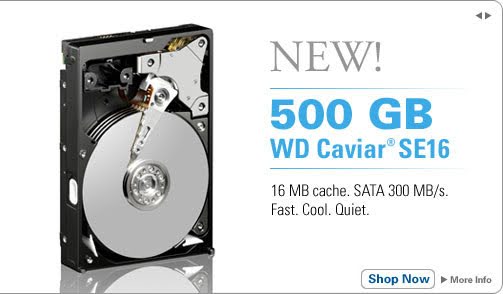 NEW!
500 GB
WD Caviar® SE16
16 MB cache. SATA 300 MB/s.
Fast. Cool. Quiet.
Shop Now
More Info